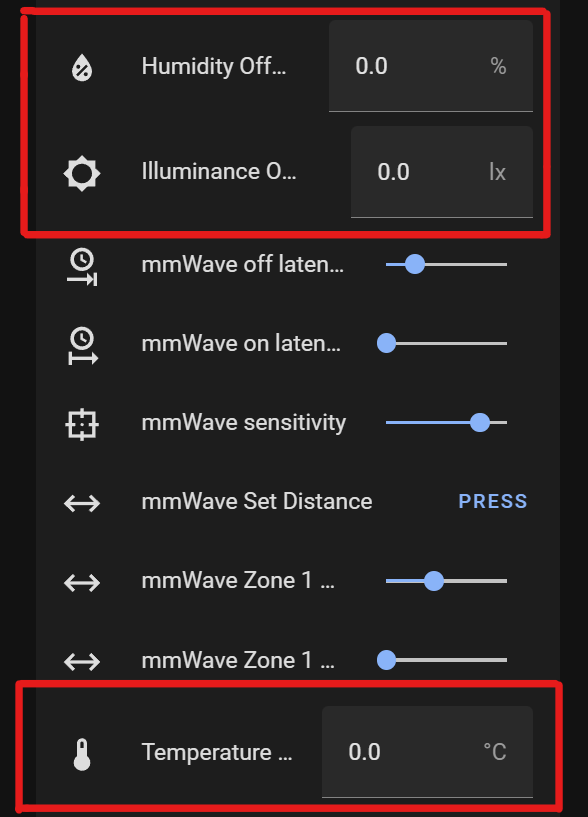 Humidity Off... 0.0 %
Illuminance O... 0.0 lx
mmWave off laten...
mmWave on laten...
mmWave sensitivity
mmWave Set Distance PRESS
mmWave Zone 1 ...
mmWave Zone 1 ...
Temperature ... 0.0 °C